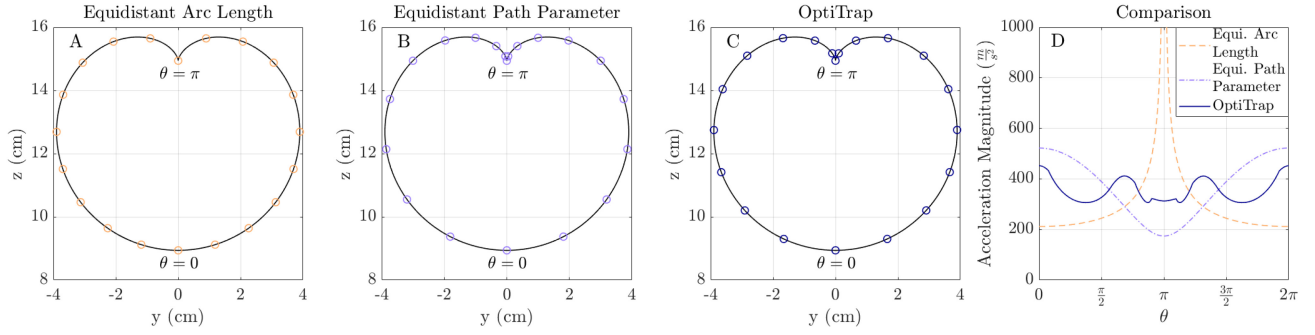 Equidistant Arc Length
16
14
12
10
8
z (cm)
A
θ = π
θ = 0
-4
-2
0
2
4
y (cm)
Equidistant Path Parameter
16
14
12
10
8
z (cm)
B
θ = π
θ = 0
-4
-2
0
2
4
y (cm)
OptiTrap
16
14
12
10
8
z (cm)
C
θ = π
θ = 0
-4
-2
0
2
4
y (cm)
Comparison
1000
800
600
400
200
0
Acceleration Magnitude (m/s²)
D
Equi. Arc
Length
Equi. Path
Parameter
OptiTrap
0
π/2
π
3π/2
2π
θ